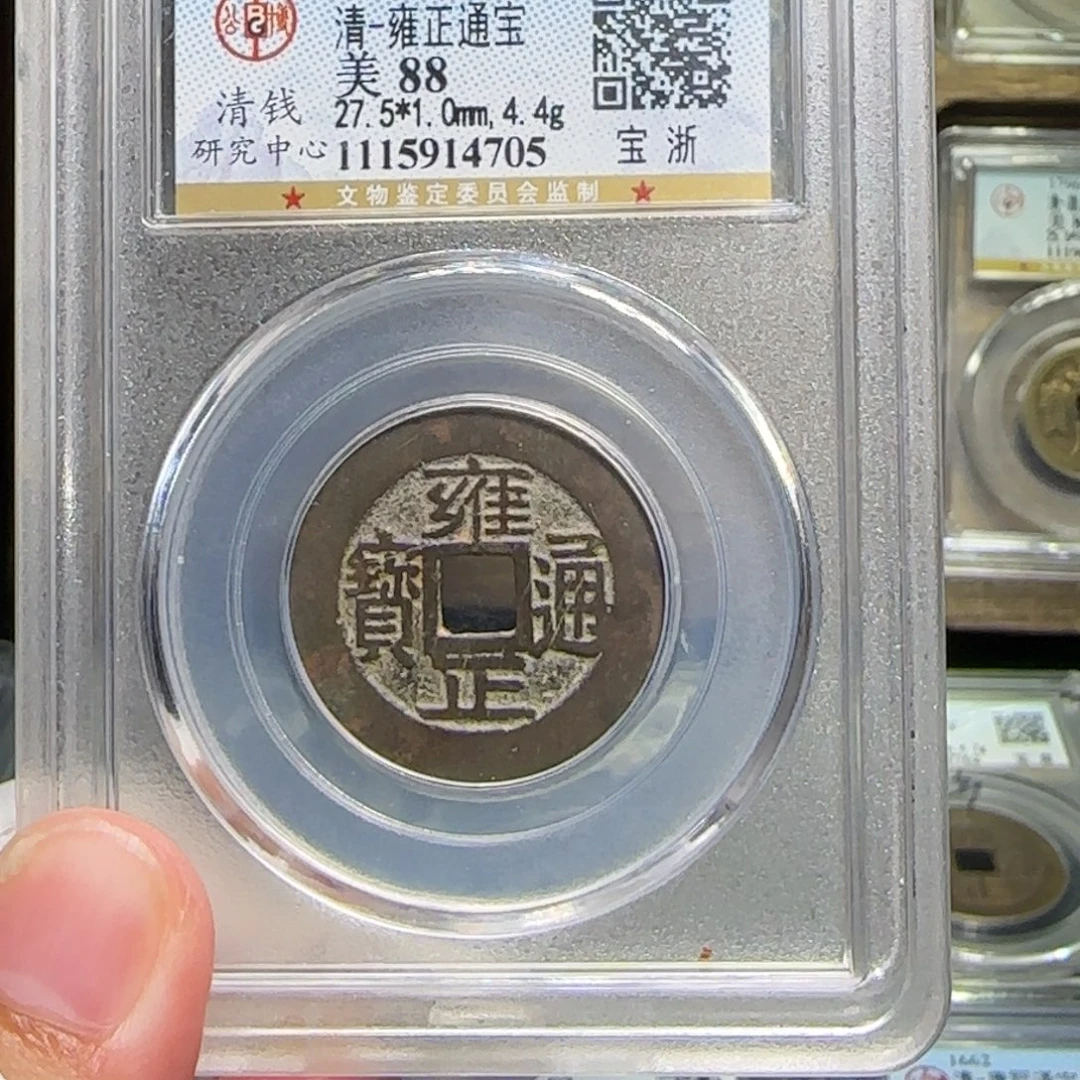 清-雍正通宝
美 88
清钱
27.5*1.0mm, 4.4g
研究中心
1115914705
宝 浙
★ 文物鉴定委员会监制 ★
雍
寶 通
正